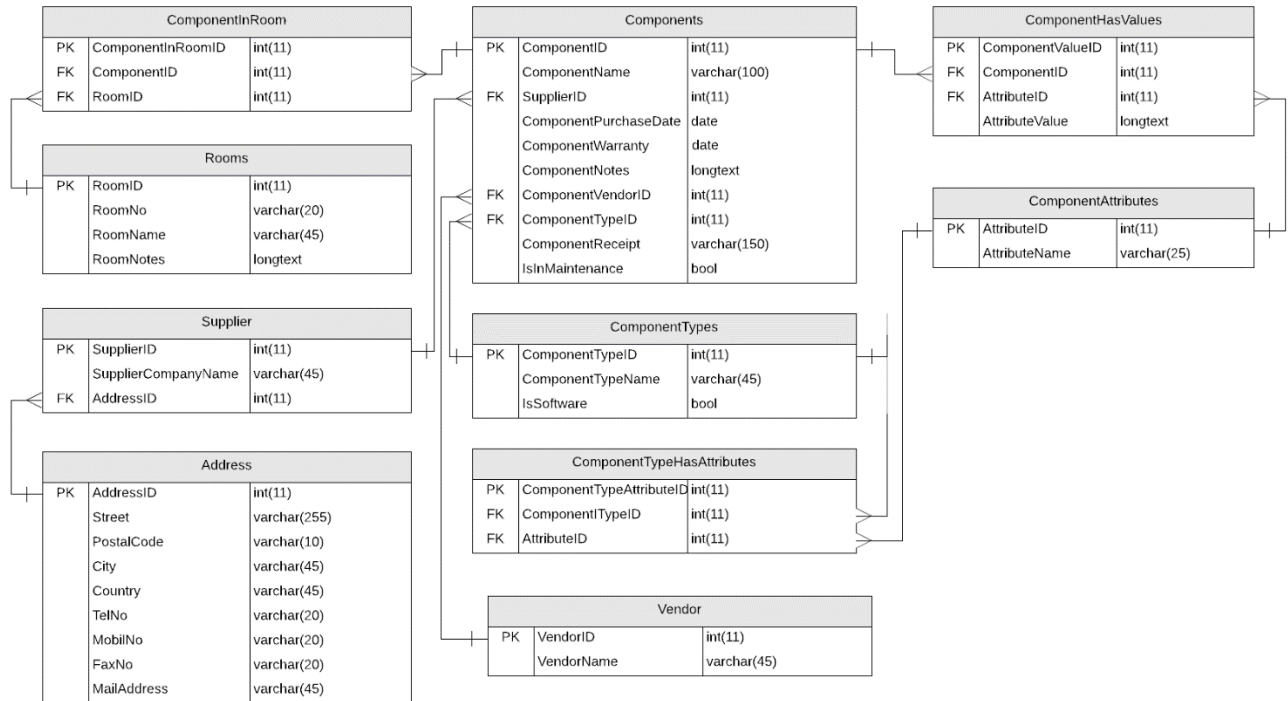 ComponentInRoom
PK ComponentInRoomID int(11)
FK ComponentID int(11)
FK RoomID int(11)
Rooms
PK RoomID int(11)
RoomNo varchar(20)
RoomName varchar(45)
RoomNotes longtext
Supplier
PK SupplierID int(11)
SupplierCompanyName varchar(45)
FK AddressID int(11)
Address
PK AddressID int(11)
Street varchar(255)
PostalCode varchar(10)
City varchar(45)
Country varchar(45)
TelNo varchar(20)
MobilNo varchar(20)
FaxNo varchar(20)
MailAddress varchar(45)
Components
PK ComponentID int(11)
ComponentName varchar(100)
FK SupplierID int(11)
ComponentPurchaseDate date
ComponentWarranty date
ComponentNotes longtext
FK ComponentVendorID int(11)
FK ComponentTypeID int(11)
ComponentReceipt varchar(150)
IsInMaintenance bool
ComponentTypes
PK ComponentTypeID int(11)
ComponentTypeName varchar(45)
IsSoftware bool
ComponentTypeHasAttributes
PK ComponentTypeAttributeID int(11)
FK ComponentITypeID int(11)
FK AttributeID int(11)
Vendor
PK VendorID int(11)
VendorName varchar(45)
ComponentHasValues
PK ComponentValueID int(11)
FK ComponentID int(11)
FK AttributeID int(11)
AttributeValue longtext
ComponentAttributes
PK AttributeID int(11)
AttributeName varchar(25)